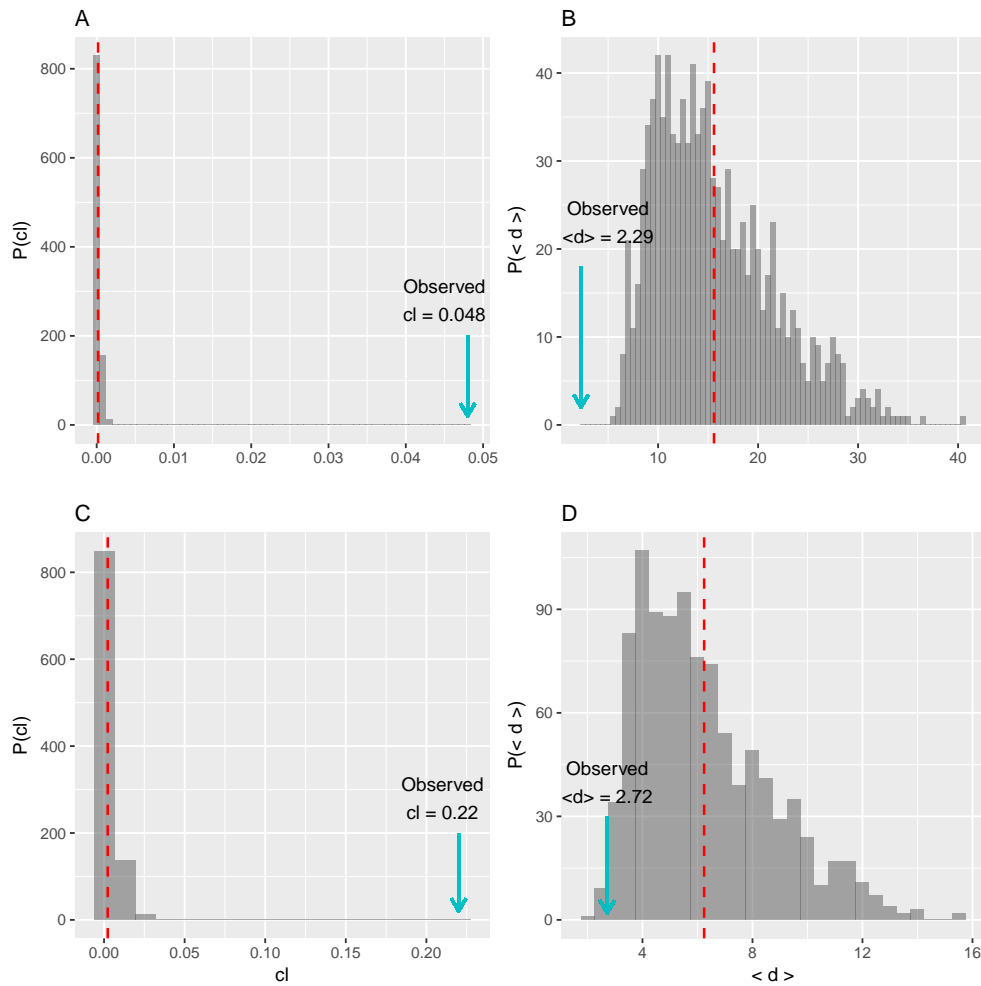 A
P(cl)
800
600
400
200
0
Observed
cl = 0.048
0.00
0.01
0.02
0.03
0.04
0.05
B
P(< d >)
40
30
20
10
0
Observed
<d> = 2.29
10
20
30
40
C
P(cl)
800
600
400
200
0
Observed
cl = 0.22
0.00
0.05
0.10
0.15
0.20
cl
D
P(< d >)
90
60
30
0
Observed
<d> = 2.72
4
8
12
16
< d >